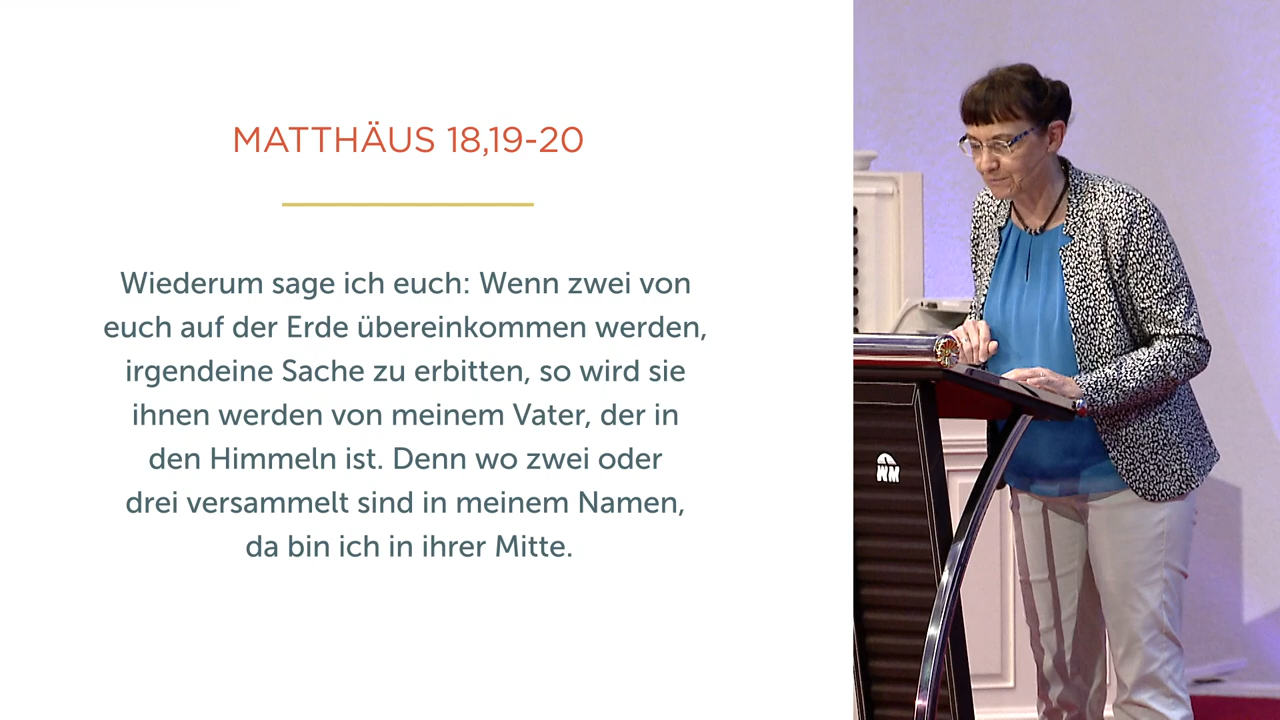 MATTHÄUS 18,19-20
Wiederum sage ich euch: Wenn zwei von
euch auf der Erde übereinkommen werden,
irgendeine Sache zu erbitten, so wird sie
ihnen werden von meinem Vater, der in
den Himmeln ist. Denn wo zwei oder
drei versammelt sind in meinem Namen,
da bin ich in ihrer Mitte.
WM